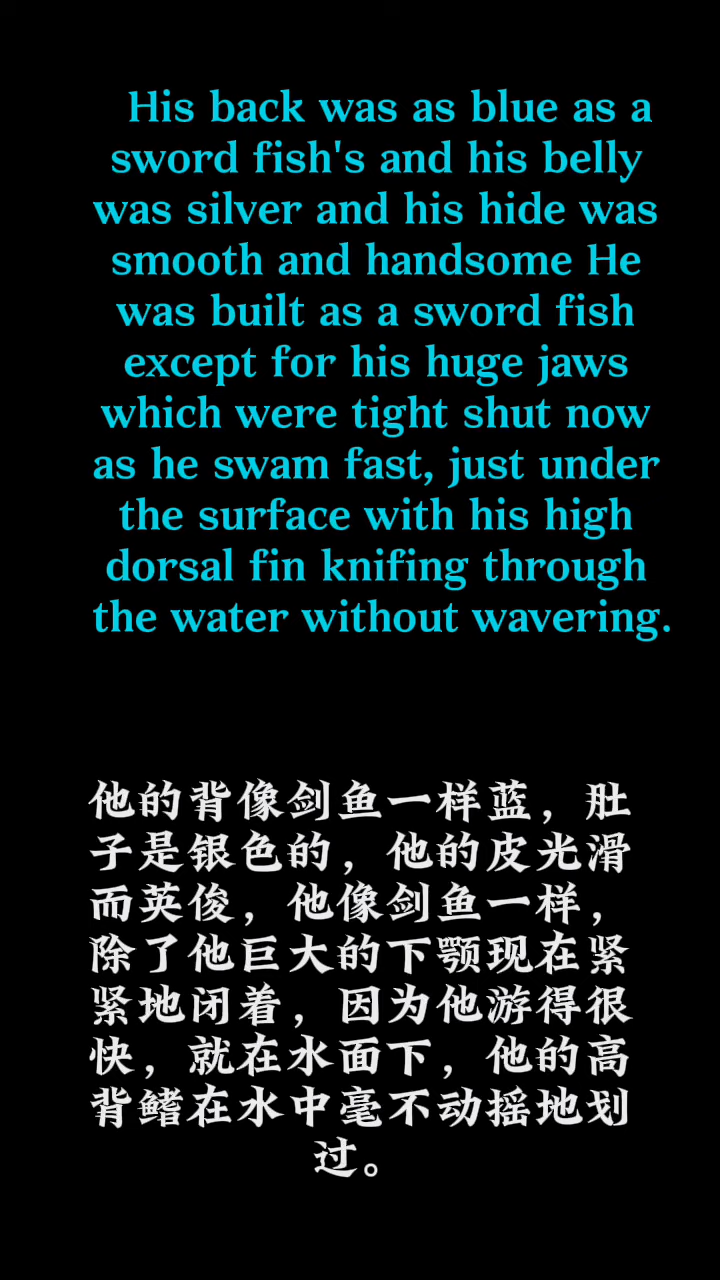 His back was as blue as a
sword fish's and his belly
was silver and his hide was
smooth and handsome He
was built as a sword fish
except for his huge jaws
which were tight shut now
as he swam fast, just under
the surface with his high
dorsal fin knifing through
the water without wavering.
他的背像剑鱼一样蓝，肚
子是银色的，他的皮光滑
而英俊，他像剑鱼一样，
除了他巨大的下颚现在紧
紧地闭着，因为他游得很
快，就在水面下，他的高
背鳍在水中毫不动摇地划
过。